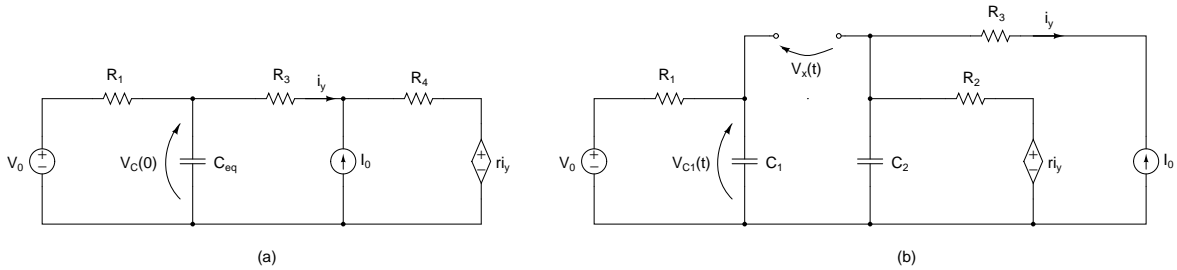 R3
iy
R1
R3
iy
R4
Vx(t)
R1
R2
V0
+
−
VC(0)
Ceq
I0
+
−
riy
V0
+
−
VC1(t)
C1
C2
+
−
riy
I0
(a)
(b)